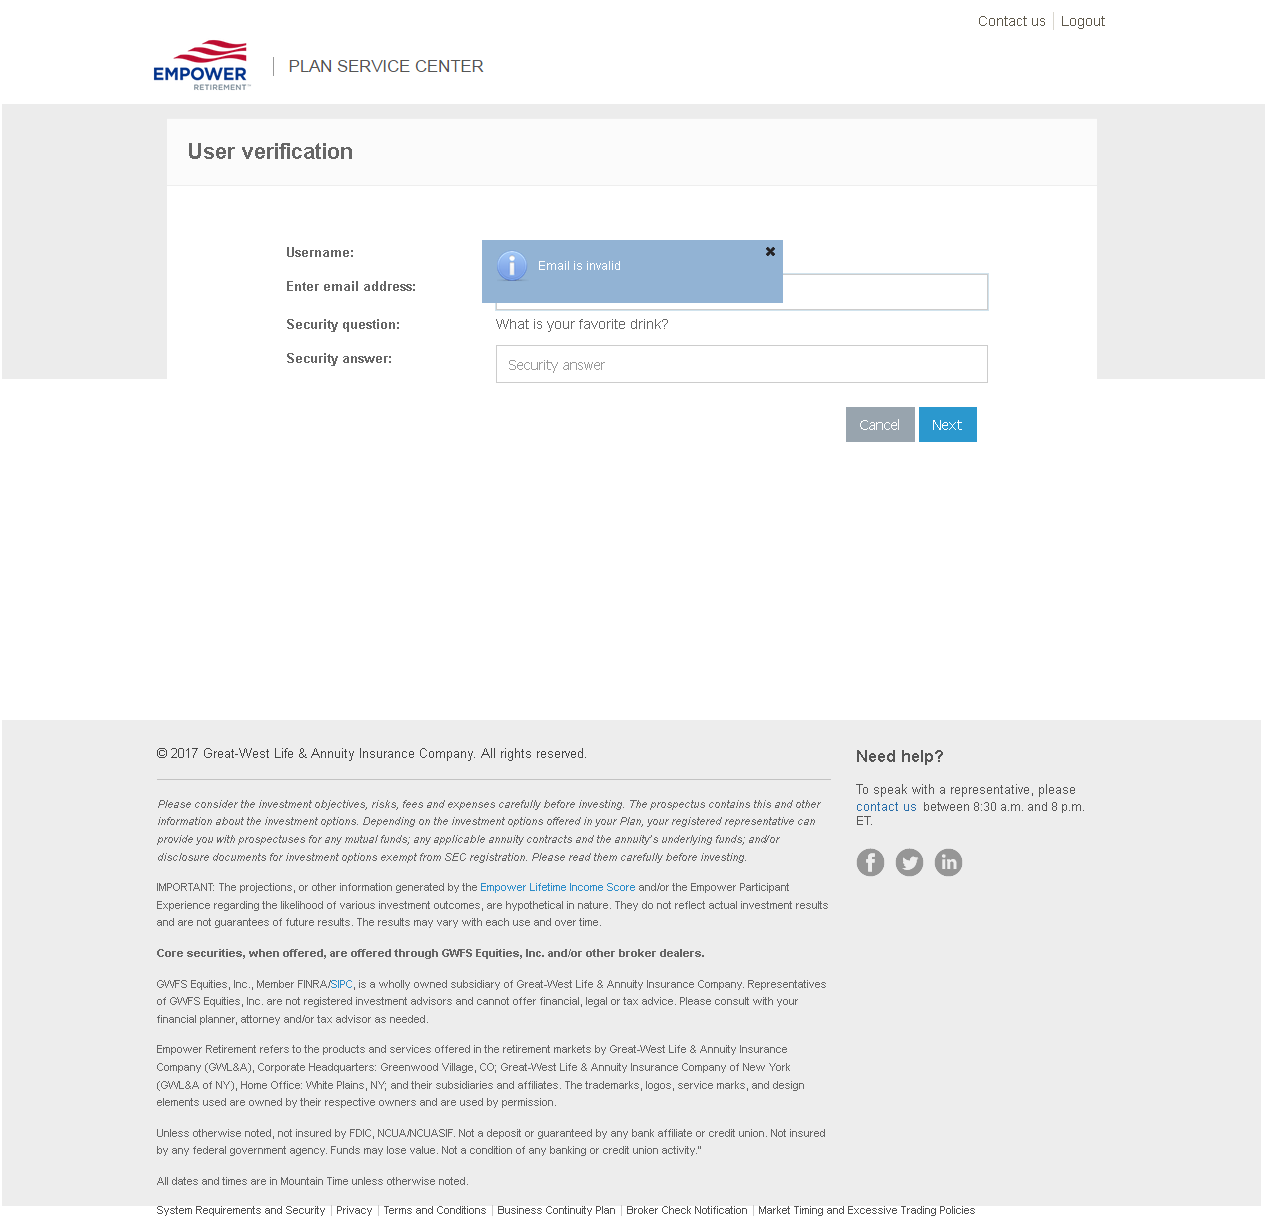 Contact us
Logout
EMPOWER
RETIREMENT™
PLAN SERVICE CENTER
User verification
Username:
Email is invalid
Enter email address:
Security question:
What is your favorite drink?
Security answer:
Security answer
Cancel
Next
© 2017 Great-West Life & Annuity Insurance Company. All rights reserved.
Please consider the investment objectives, risks, fees and expenses carefully before investing. The prospectus contains this and other
information about the investment options. Depending on the investment options offered in your Plan, your registered representative can
provide you with prospectuses for any mutual funds; any applicable annuity contracts and the annuity's underlying funds; and/or
disclosure documents for investment options exempt from SEC registration. Please read them carefully before investing.
IMPORTANT: The projections, or other information generated by the Empower Lifetime Income Score and/or the Empower Participant
Experience regarding the likelihood of various investment outcomes, are hypothetical in nature. They do not reflect actual investment results
and are not guarantees of future results. The results may vary with each use and over time.
Core securities, when offered, are offered through GWFS Equities, Inc. and/or other broker dealers.
GWFS Equities, Inc., Member FINRA/SIPC, is a wholly owned subsidiary of Great-West Life & Annuity Insurance Company. Representatives
of GWFS Equities, Inc. are not registered investment advisors and cannot offer financial, legal or tax advice. Please consult with your
financial planner, attorney and/or tax advisor as needed.
Empower Retirement refers to the products and services offered in the retirement markets by Great-West Life & Annuity Insurance
Company (GWL&A), Corporate Headquarters: Greenwood Village, CO; Great-West Life & Annuity Insurance Company of New York
(GWL&A of NY), Home Office: White Plains, NY; and their subsidiaries and affiliates. The trademarks, logos, service marks, and design
elements used are owned by their respective owners and are used by permission.
Unless otherwise noted, not insured by FDIC, NCUA/NCUASIF. Not a deposit or guaranteed by any bank affiliate or credit union. Not insured
by any federal government agency. Funds may lose value. Not a condition of any banking or credit union activity."
All dates and times are in Mountain Time unless otherwise noted.
Need help?
To speak with a representative, please
contact us between 8:30 a.m. and 8 p.m.
ET.
System Requirements and Security | Privacy | Terms and Conditions | Business Continuity Plan | Broker Check Notification | Market Timing and Excessive Trading Policies